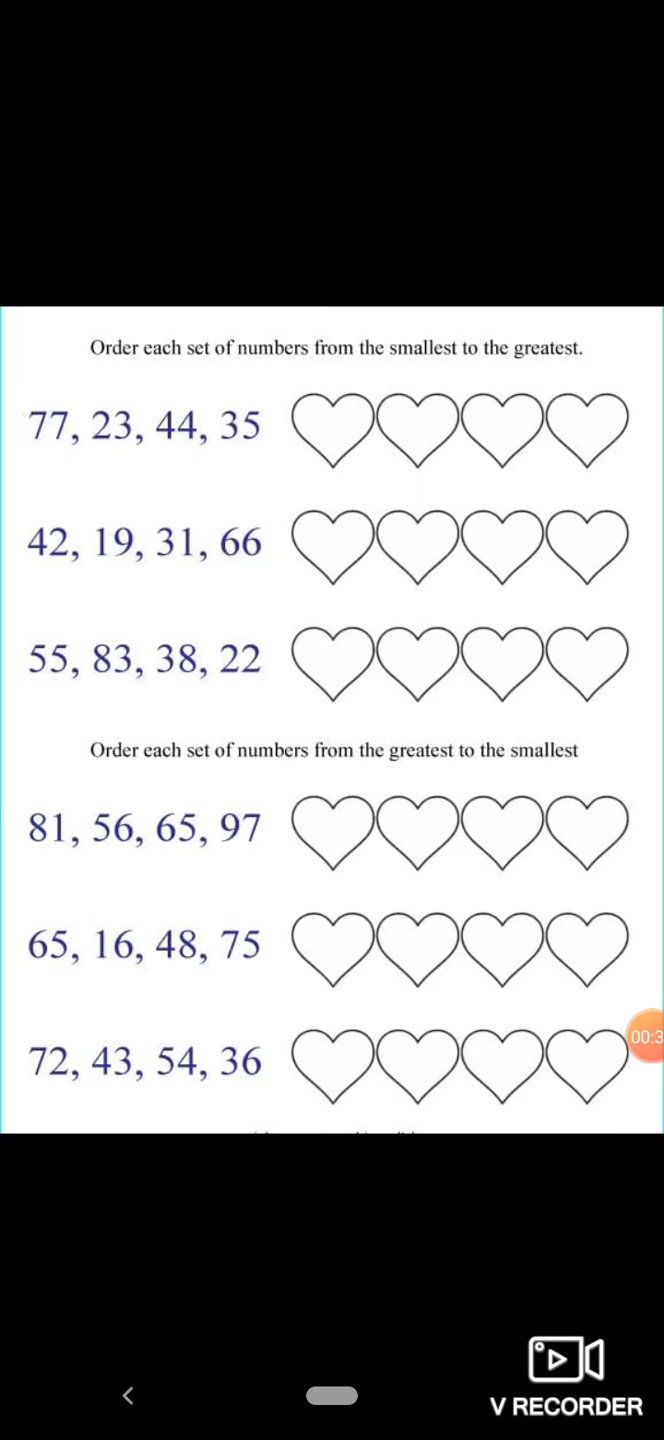 Order each set of numbers from the smallest to the greatest.
77, 23, 44, 35
42, 19, 31, 66
55, 83, 38, 22
Order each set of numbers from the greatest to the smallest
81, 56, 65, 97
65, 16, 48, 75
00:3
72, 43, 54, 36
V RECORDER